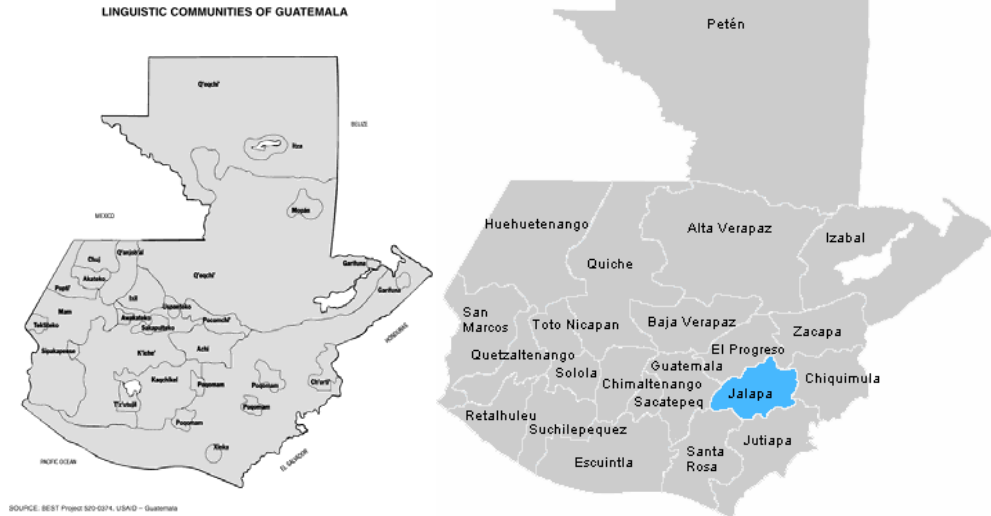 LINGUISTIC COMMUNITIES OF GUATEMALA
Q'eqchi'
BELIZE
Itza
Mopán
MEXICO
Chuj
Q'anjob'al
Akateko
Popti'
Q'eqchi'
Garifuna
Garifuna
Mam
Ixil
Uspanteko
Awakateko
Sakapulteko
Pocomchi'
Tektiteko
HONDURAS
Sipakapense
K'iche'
Achi
Kaqchikel
Poqomam
Poqomam
Ch'orti'
Tz'utujil
Poqomam
Poqomam
Xinka
PACIFIC OCEAN
EL SALVADOR
SOURCE: BEST Project 520-0374, USAID – Guatemala
Petén
Huehuetenango
Alta Verapaz
Izabal
Quiche
San
Marcos
Toto Nicapan
Baja Verapaz
Zacapa
Quetzaltenango
El Progreso
Guatemala
Solola
Chimaltenango
Chiquimula
Sacatepeq
Jalapa
Retalhuleu
Suchilepequez
Jutiapa
Santa
Rosa
Escuintla